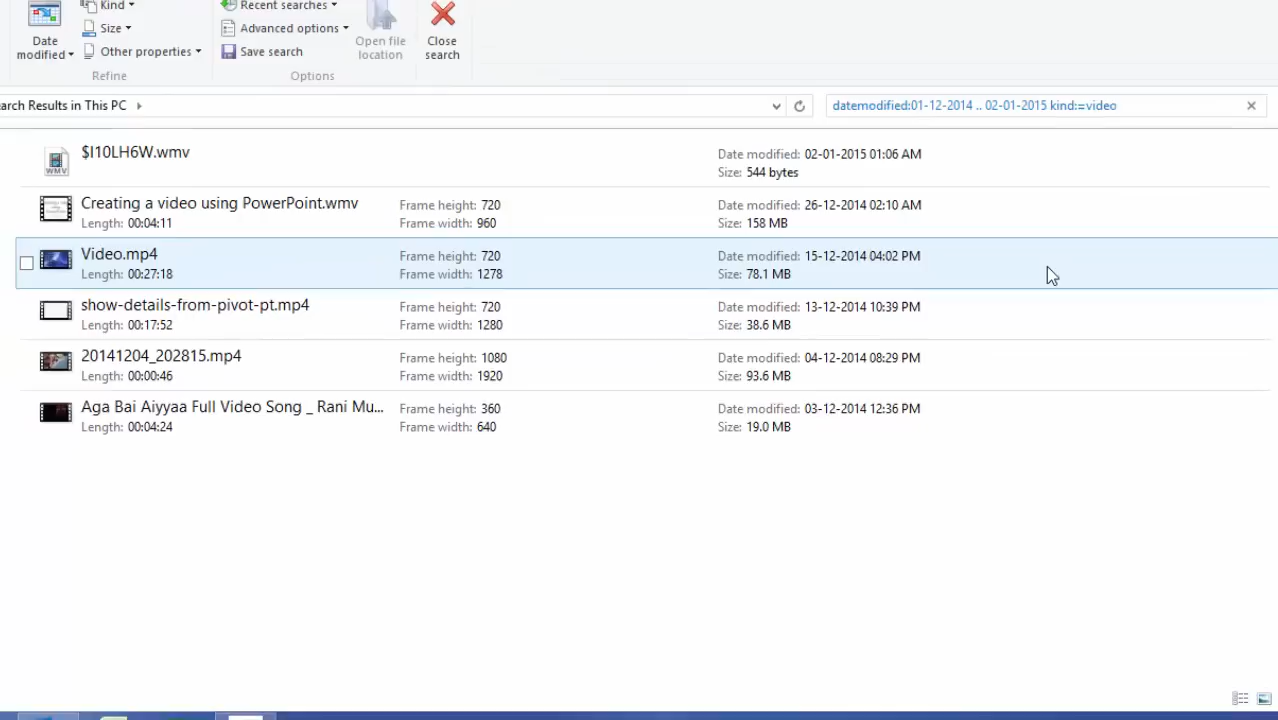 Kind
Recent searches
Date modified
Size
Advanced options
Open file location
Close search
Other properties
Save search
Refine
Options
arch Results in This PC
datemodified:01-12-2014 .. 02-01-2015 kind:=video
$I10LH6W.wmv
Date modified: 02-01-2015 01:06 AM
Size: 544 bytes
WMV
Creating a video using PowerPoint.wmv
Frame height: 720
Date modified: 26-12-2014 02:10 AM
Length: 00:04:11
Frame width: 960
Size: 158 MB
Video.mp4
Frame height: 720
Date modified: 15-12-2014 04:02 PM
Length: 00:27:18
Frame width: 1278
Size: 78.1 MB
show-details-from-pivot-pt.mp4
Frame height: 720
Date modified: 13-12-2014 10:39 PM
Length: 00:17:52
Frame width: 1280
Size: 38.6 MB
20141204_202815.mp4
Frame height: 1080
Date modified: 04-12-2014 08:29 PM
Length: 00:00:46
Frame width: 1920
Size: 93.6 MB
Aga Bai Aiyyaa Full Video Song _ Rani Mu...
Frame height: 360
Date modified: 03-12-2014 12:36 PM
Length: 00:04:24
Frame width: 640
Size: 19.0 MB